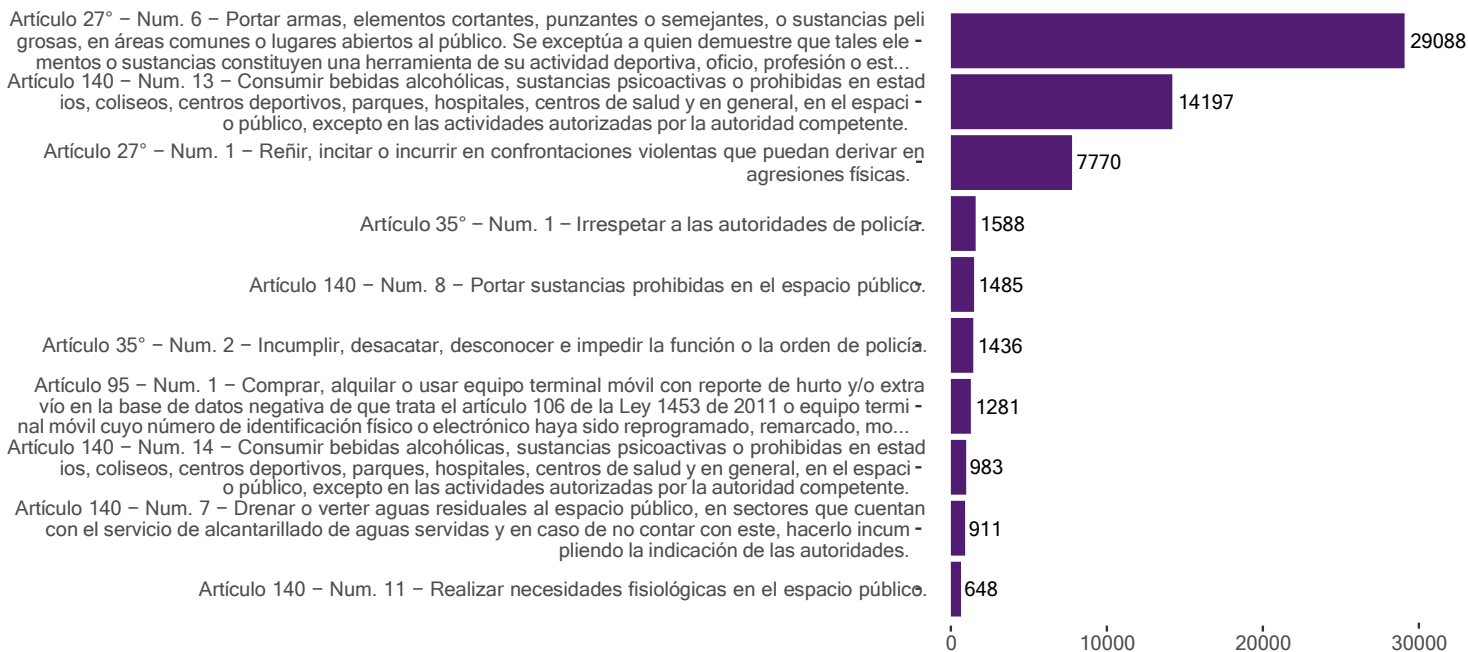 Artículo 27° − Num. 6 − Portar armas, elementos cortantes, punzantes o semejantes, o sustancias peli
grosas, en áreas comunes o lugares abiertos al público. Se exceptúa a quien demuestre que tales ele
mentos o sustancias constituyen una herramienta de su actividad deportiva, oficio, profesión o est...
29088
Artículo 140 − Num. 13 − Consumir bebidas alcohólicas, sustancias psicoactivas o prohibidas en estad
ios, coliseos, centros deportivos, parques, hospitales, centros de salud y en general, en el espaci
o público, excepto en las actividades autorizadas por la autoridad competente.
14197
Artículo 27° − Num. 1 − Reñir, incitar o incurrir en confrontaciones violentas que puedan derivar en
agresiones físicas.
7770
Artículo 35° − Num. 1 − Irrespetar a las autoridades de policía.
1588
Artículo 140 − Num. 8 − Portar sustancias prohibidas en el espacio público.
1485
Artículo 35° − Num. 2 − Incumplir, desacatar, desconocer e impedir la función o la orden de policía.
1436
Artículo 95 − Num. 1 − Comprar, alquilar o usar equipo terminal móvil con reporte de hurto y/o extra
vío en la base de datos negativa de que trata el artículo 106 de la Ley 1453 de 2011 o equipo termi
nal móvil cuyo número de identificación físico o electrónico haya sido reprogramado, remarcado, mo...
1281
Artículo 140 − Num. 14 − Consumir bebidas alcohólicas, sustancias psicoactivas o prohibidas en estad
ios, coliseos, centros deportivos, parques, hospitales, centros de salud y en general, en el espaci
o público, excepto en las actividades autorizadas por la autoridad competente.
983
Artículo 140 − Num. 7 − Drenar o verter aguas residuales al espacio público, en sectores que cuentan
con el servicio de alcantarillado de aguas servidas y en caso de no contar con este, hacerlo incum
pliendo la indicación de las autoridades.
911
Artículo 140 − Num. 11 − Realizar necesidades fisiológicas en el espacio público.
648
0 10000 20000 30000